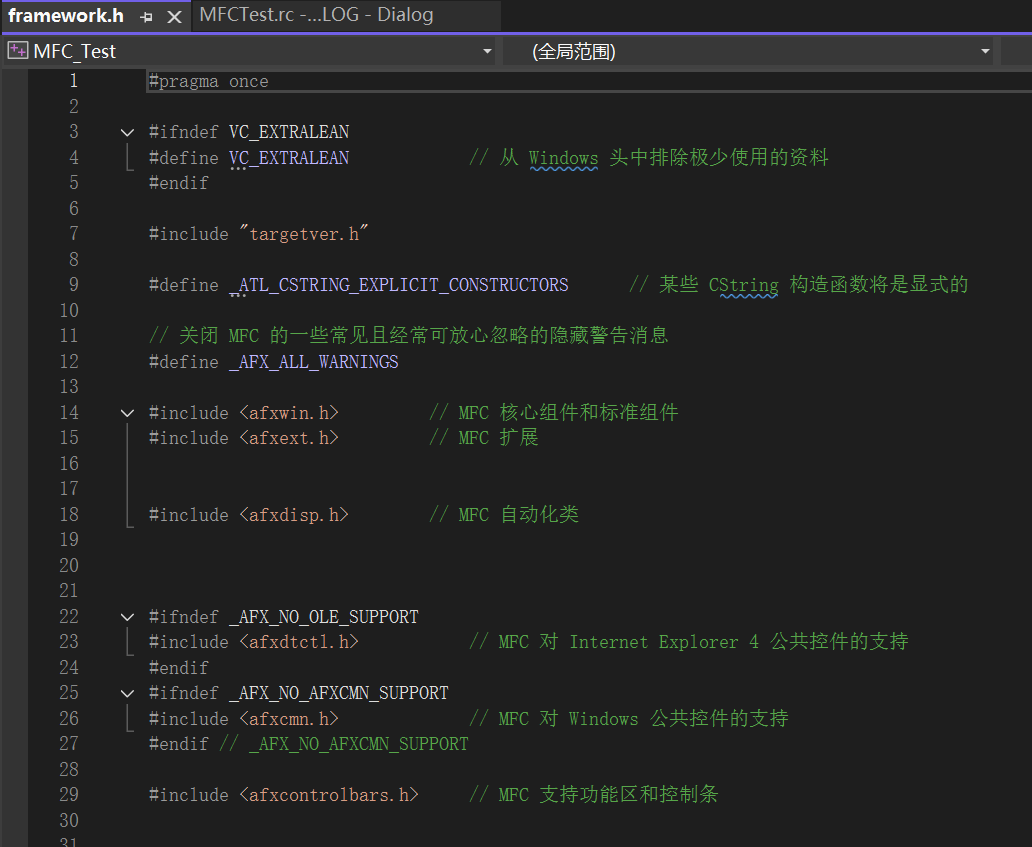 framework.h
MFCTest.rc -...LOG - Dialog
MFC_Test
(全局范围)
1 #pragma once
2
3 #ifndef VC_EXTRALEAN
4 #define VC_EXTRALEAN // 从 Windows 头中排除极少使用的资料
5 #endif
6
7 #include "targetver.h"
8
9 #define _ATL_CSTRING_EXPLICIT_CONSTRUCTORS // 某些 CString 构造函数将是显式的
10
11 // 关闭 MFC 的一些常见且经常可放心忽略的隐藏警告消息
12 #define _AFX_ALL_WARNINGS
13
14 #include <afxwin.h> // MFC 核心组件和标准组件
15 #include <afxext.h> // MFC 扩展
16
17
18 #include <afxdisp.h> // MFC 自动化类
19
20
21
22 #ifndef _AFX_NO_OLE_SUPPORT
23 #include <afxdtctl.h> // MFC 对 Internet Explorer 4 公共控件的支持
24 #endif
25 #ifndef _AFX_NO_AFXCMN_SUPPORT
26 #include <afxcmn.h> // MFC 对 Windows 公共控件的支持
27 #endif // _AFX_NO_AFXCMN_SUPPORT
28
29 #include <afxcontrolbars.h> // MFC 支持功能区和控制条
30
31